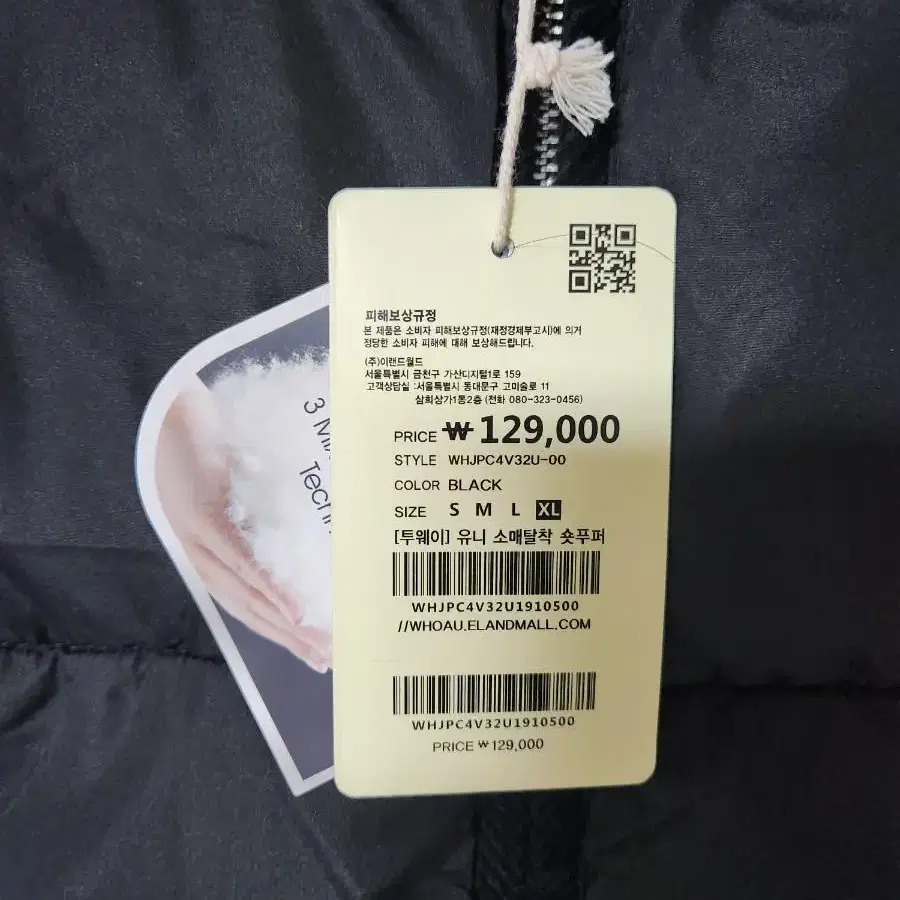 피해보상규정
본 제품은 소비자 피해보상규정(재정경제부고시)에 의거
정당한 소비자 피해에 대해 보상해드립니다.
(주)이랜드월드
서울특별시 금천구 가산디지털1로 159
고객상담실 :서울특별시 동대문구 고미술로 11
삼희상가1동2층 (전화 080-323-0456)
PRICE ₩ 129,000
STYLE WHJPC4V32U-00
COLOR BLACK
SIZE S M L XL
[투웨이] 유니 소매탈착 숏푸퍼
WHJPC4V32U1910500
//WHOAU.ELANDMALL.COM
WHJPC4V32U1910500
PRICE ₩129,000
3